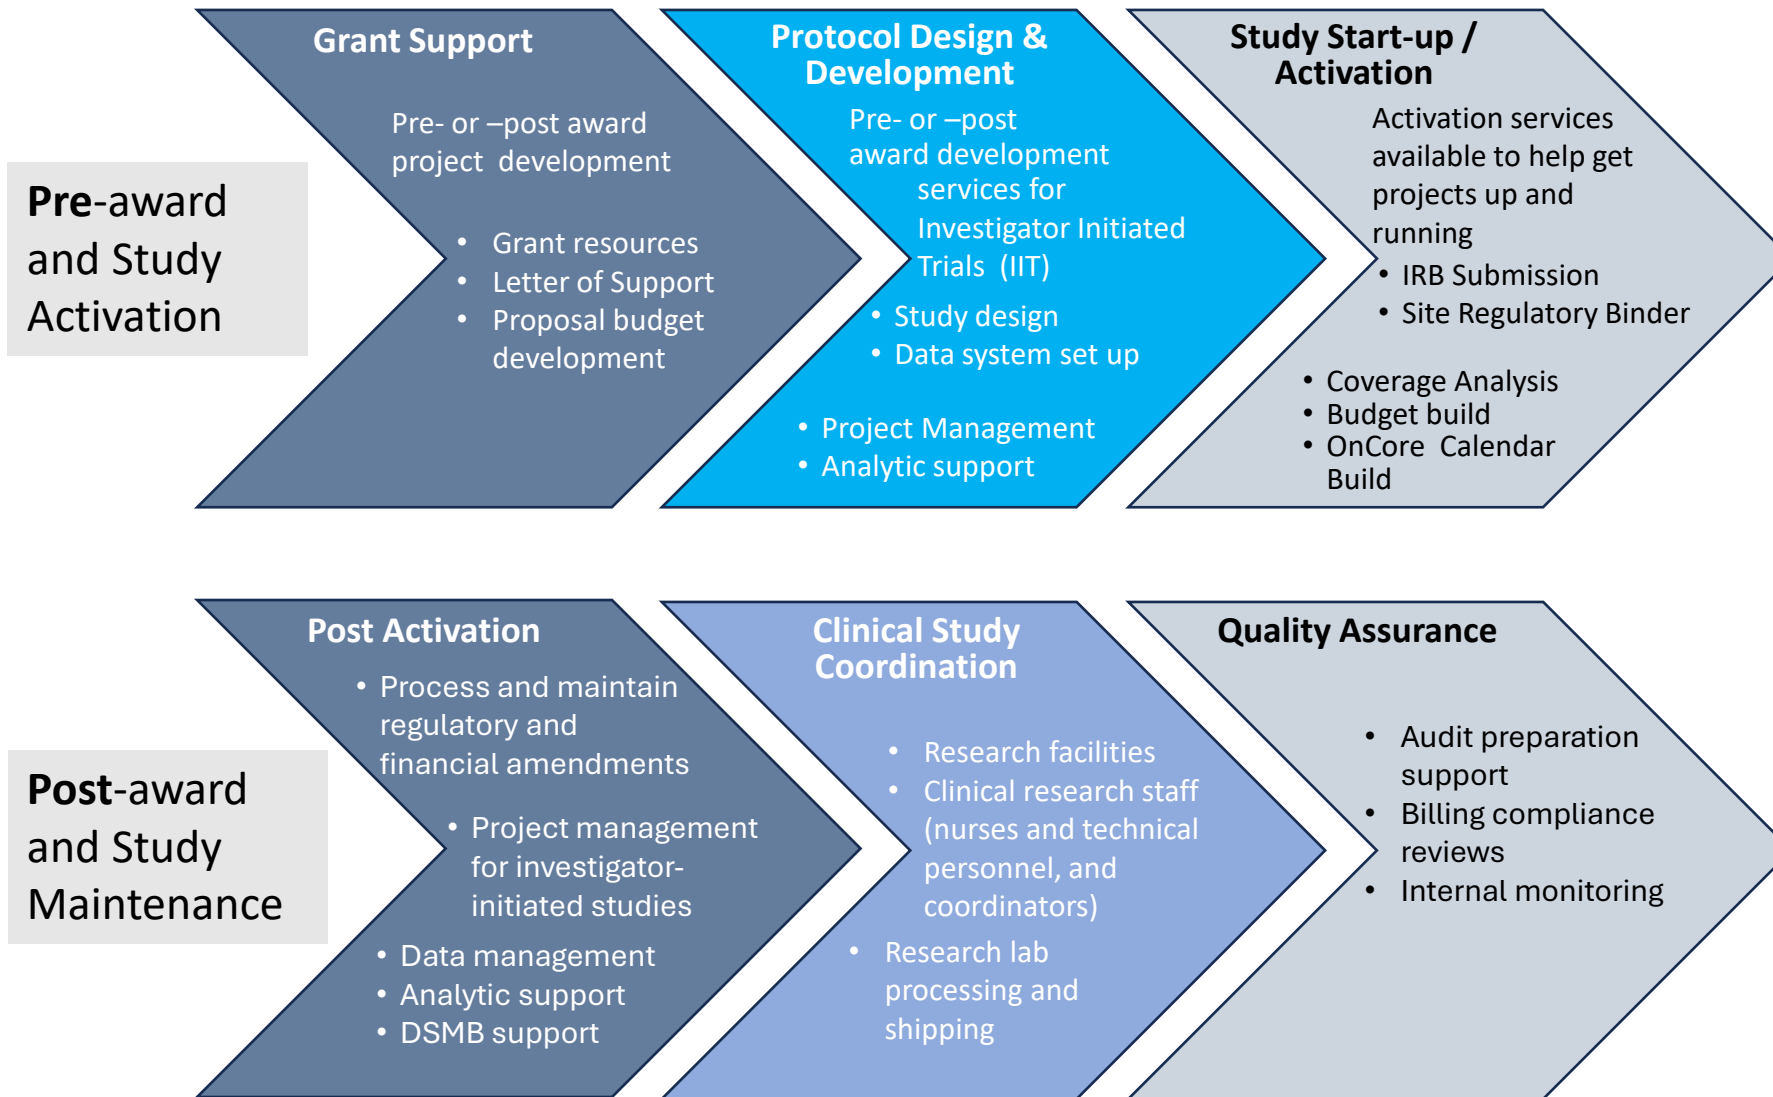 Pre-award
and Study
Activation
Grant Support
Pre- or –post award
project  development
• Grant resources
• Letter of Support
• Proposal budget
development
Protocol Design &
Development
Pre- or –post
award development
services for
Investigator Initiated
Trials  (IIT)
• Study design
• Data system set up
• Project Management
• Analytic support
Study Start-up /
Activation
Activation services
available to help get
projects up and
running
• IRB Submission
• Site Regulatory Binder
• Coverage Analysis
• Budget build
• OnCore  Calendar
Build
Post-award
and Study
Maintenance
Post Activation
• Process and maintain
regulatory and
financial amendments
• Project management
for investigator-
initiated studies
• Data management
• Analytic support
• DSMB support
Clinical Study
Coordination
• Research facilities
• Clinical research staff
(nurses and technical
personnel, and
coordinators)
• Research lab
processing and
shipping
Quality Assurance
• Audit preparation
support
• Billing compliance
reviews
• Internal monitoring